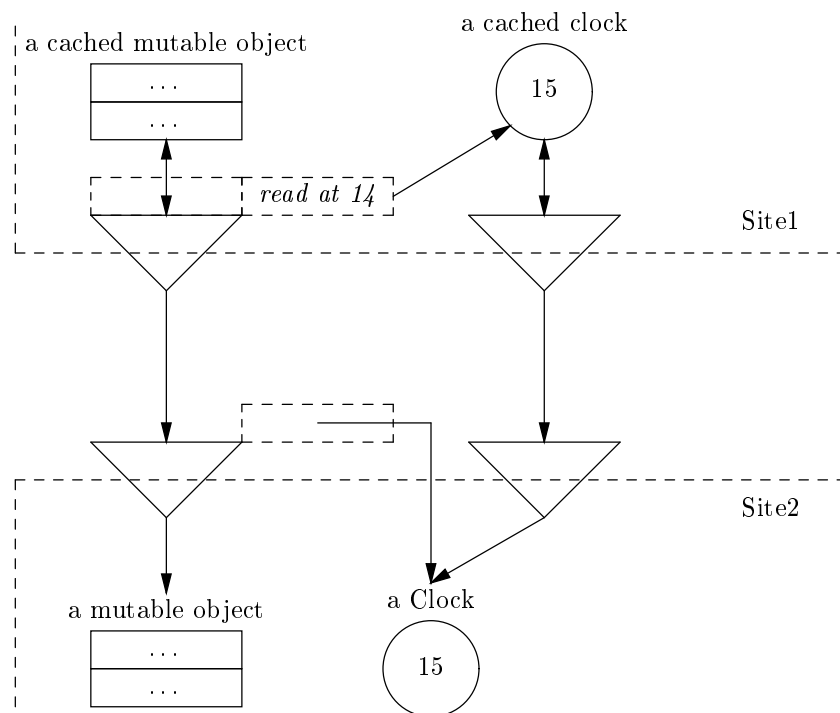 a cached clock
a cached mutable object
...
15
...
read at 14
Site1
Site2
a Clock
a mutable object
...
15
...